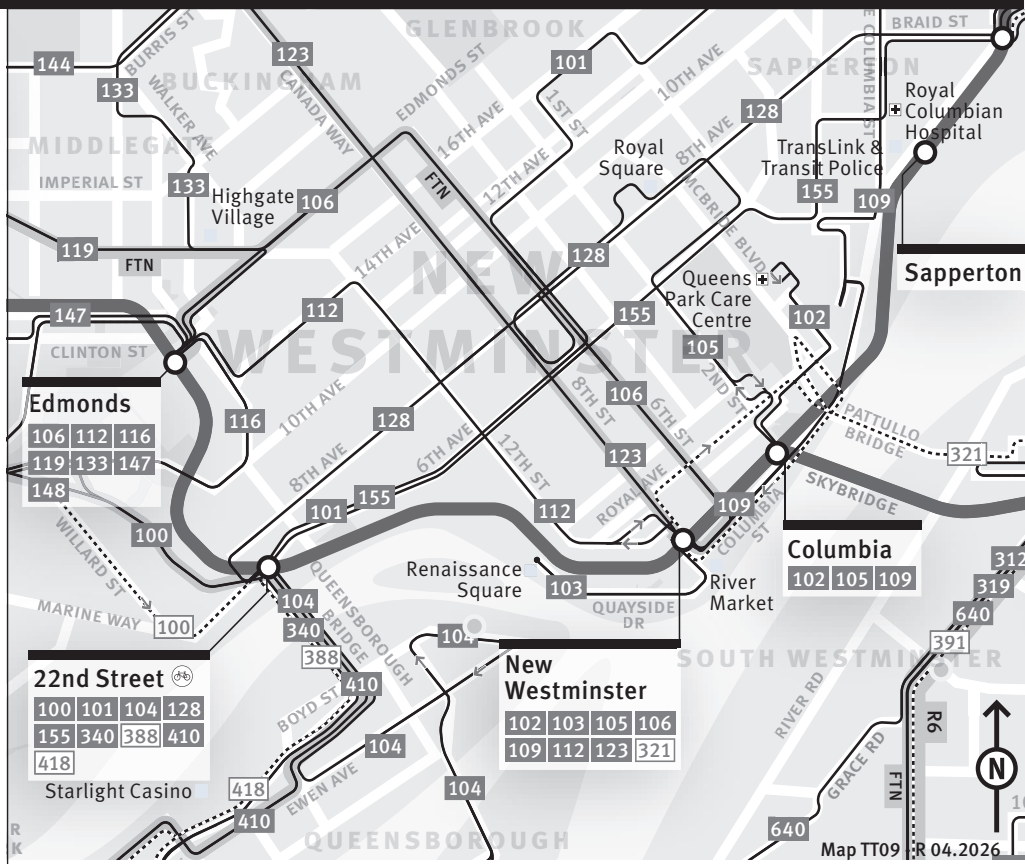 GLENBROOK
BRAID ST
BURRIS ST
123
101
E COLUMBIA ST
144
BUCKINGHAM
EDMONDS ST
10TH AVE
SAPPERTON
133
WALKER AVE
CANADA WAY
1ST ST
128
Royal
Columbian
Hospital
MIDDLEGATE
16TH AVE
Royal
Square
8TH AVE
TransLink &
Transit Police
IMPERIAL ST
133
Highgate
Village
106
FTN
12TH AVE
MCBRIDE BLVD
155
109
119
FTN
14TH AVE
NEW
WESTMINSTER
128
Queens
Park Care
Centre
Sapperton
147
112
155
102
CLINTON ST
105
2ND ST
Edmonds
106 112 116
119 133 147
148
10TH AVE
8TH ST
106
6TH ST
116
128
PATTULLO
BRIDGE
6TH AVE
12TH ST
123
321
8TH AVE
ROYAL AVE
SKYBRIDGE
101
155
112
109
COLUMBIA
ST
WILLARD ST
100
Columbia
102 105 109
312
Renaissance
Square
103
River
Market
319
MARINE WAY
100
104
QUEENSBOROUGH
BRIDGE
QUAYSIDE
DR
640
340
104
391
388
22nd Street
100 101 104 128
155 340 388 410
418
410
New
Westminster
102 103 105 106
109 112 123 321
SOUTH WESTMINSTER
BOYD ST
RIVER RD
R6
104
Starlight Casino
418
EWEN AVE
104
GRACE RD
FTN
N
410
640
QUEENSBOROUGH
R
K
10
Map TT09 - R 04.2026